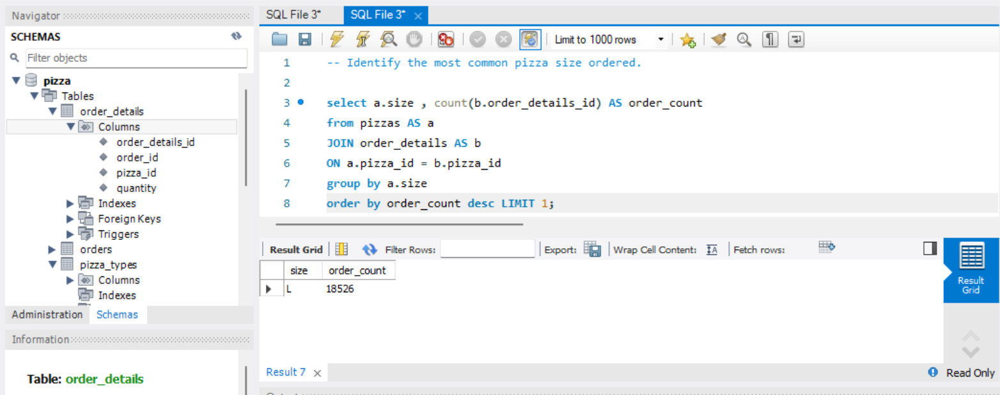 Navigator
SCHEMAS
Filter objects
pizza
Tables
order_details
Columns
order_details_id
order_id
pizza_id
quantity
Indexes
Foreign Keys
Triggers
orders
pizza_types
Columns
Indexes
Administration Schemas
Information
Table: order_details
SQL File 3* SQL File 3*
Limit to 1000 rows
1 -- Identify the most common pizza size ordered.
2
3 select a.size , count(b.order_details_id) AS order_count
4 from pizzas AS a
5 JOIN order_details AS b
6 ON a.pizza_id = b.pizza_id
7 group by a.size
8 order by order_count desc LIMIT 1;
Result Grid Filter Rows: Export: Wrap Cell Content: Fetch rows:
size order_count
L 18526
Result
Grid
Result 7 Read Only